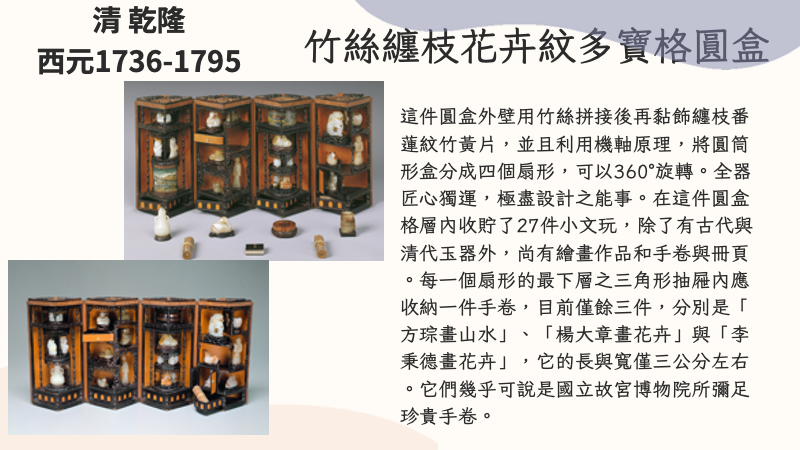 清 乾隆
西元1736-1795
竹絲纏枝花卉紋多寶格圓盒
這件圓盒外壁用竹絲拼接後再黏飾纏枝番
蓮紋竹黃片，並且利用機軸原理，將圓筒
形盒分成四個扇形，可以360°旋轉。全器
匠心獨運，極盡設計之能事。在這件圓盒
格層內收貯了27件小文玩，除了有古代與
清代玉器外，尚有繪畫作品和手卷與冊頁
。每一個扇形的最下層之三角形抽屜內應
收納一件手卷，目前僅餘三件，分別是「
方琮畫山水」、「楊大章畫花卉」與「李
秉德畫花卉」，它的長與寬僅三公分左右
。它們幾乎可說是國立故宮博物院所彌足
珍貴手卷。